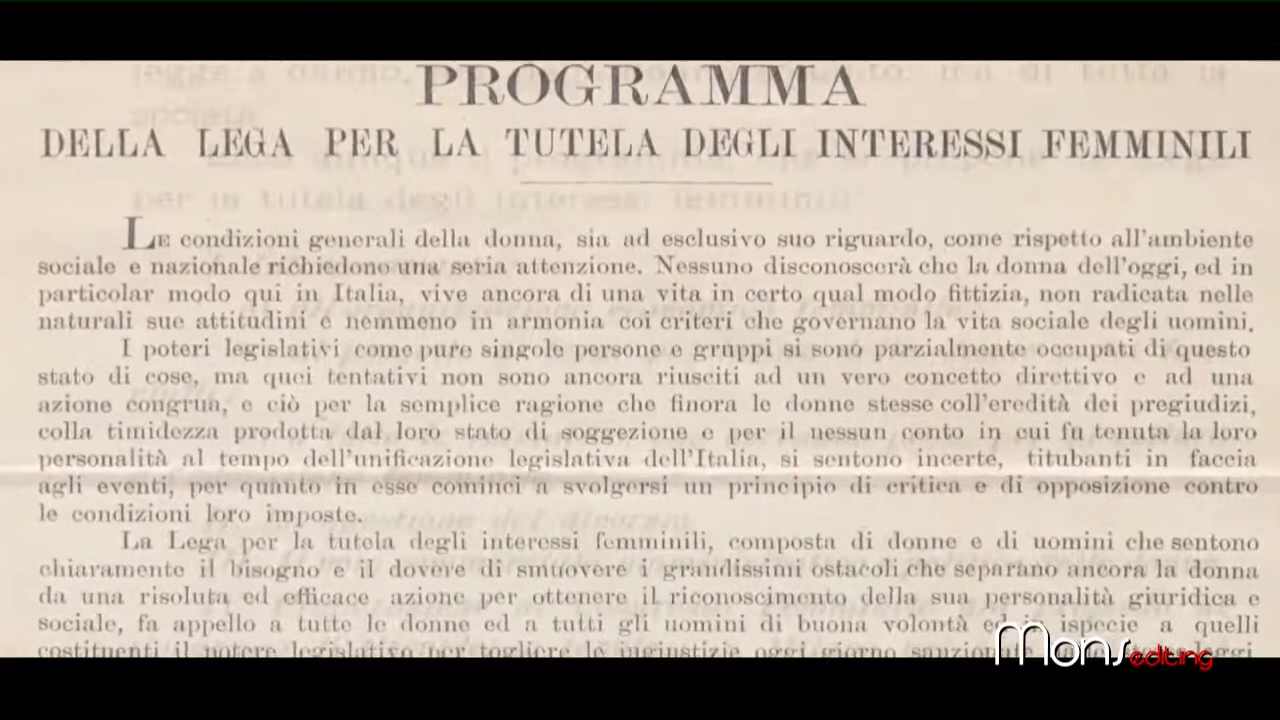 PROGRAMMA
DELLA LEGA PER LA TUTELA DEGLI INTERESSI FEMMINILI
LE condizioni generali della donna, sia ad esclusivo suo riguardo, come rispetto all'ambiente
sociale e nazionale richiedono una seria attenzione. Nessuno disconoscerà che la donna dell'oggi, ed in
particolar modo qui in Italia, vive ancora di una vita in certo qual modo fittizia, non radicata nelle
naturali sue attitudini e nemmeno in armonia coi criteri che governano la vita sociale degli uomini.
I poteri legislativi come pure singole persone e gruppi si sono parzialmente occupati di questo
stato di cose, ma quei tentativi non sono ancora riusciti ad un vero concetto direttivo e ad una
azione congrua, e ciò per la semplice ragione che finora le donne stesse coll'eredità dei pregiudizi,
colla timidezza prodotta dal loro stato di soggezione e per il nessun conto in cui fu tenuta la loro
personalità al tempo dell'unificazione legislativa dell'Italia, si sentono incerte, titubanti in faccia
agli eventi, per quanto in esse cominci a svolgersi un principio di critica e di opposizione contro
le condizioni loro imposte.
La Lega per la tutela degli interessi femminili, composta di donne e di uomini che sentono
chiaramente il bisogno e il dovere di smuovere i grandissimi ostacoli che separano ancora la donna
da una risoluta ed efficace azione per ottenere il riconoscimento della sua personalità giuridica e
sociale, fa appello a tutte le donne ed a tutti gli uomini di buona volontà ed in ispecie a quelli
costituenti il potere legislativo per togliere le ingiustizie oggi giorno sanzionate
Mons editing